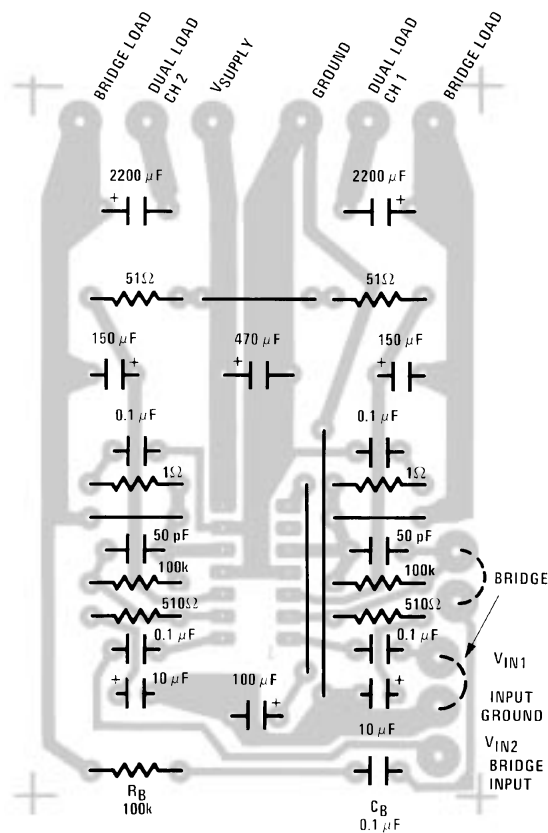 BRIDGE LOAD
DUAL LOAD
CH 2
VSUPPLY
GROUND
DUAL LOAD
CH 1
BRIDGE LOAD
2200 μF
2200 μF
+
+
51Ω
51Ω
150 μF
470 μF
150 μF
+
+
+
0.1 μF
0.1 μF
1Ω
1Ω
50 pF
50 pF
100k
100k
BRIDGE
510Ω
510Ω
0.1 μF
0.1 μF
VIN1
+
10 μF
100 μF
+
+
INPUT
GROUND
10 μF
VIN2
BRIDGE
INPUT
RB
100k
CB
0.1 μF